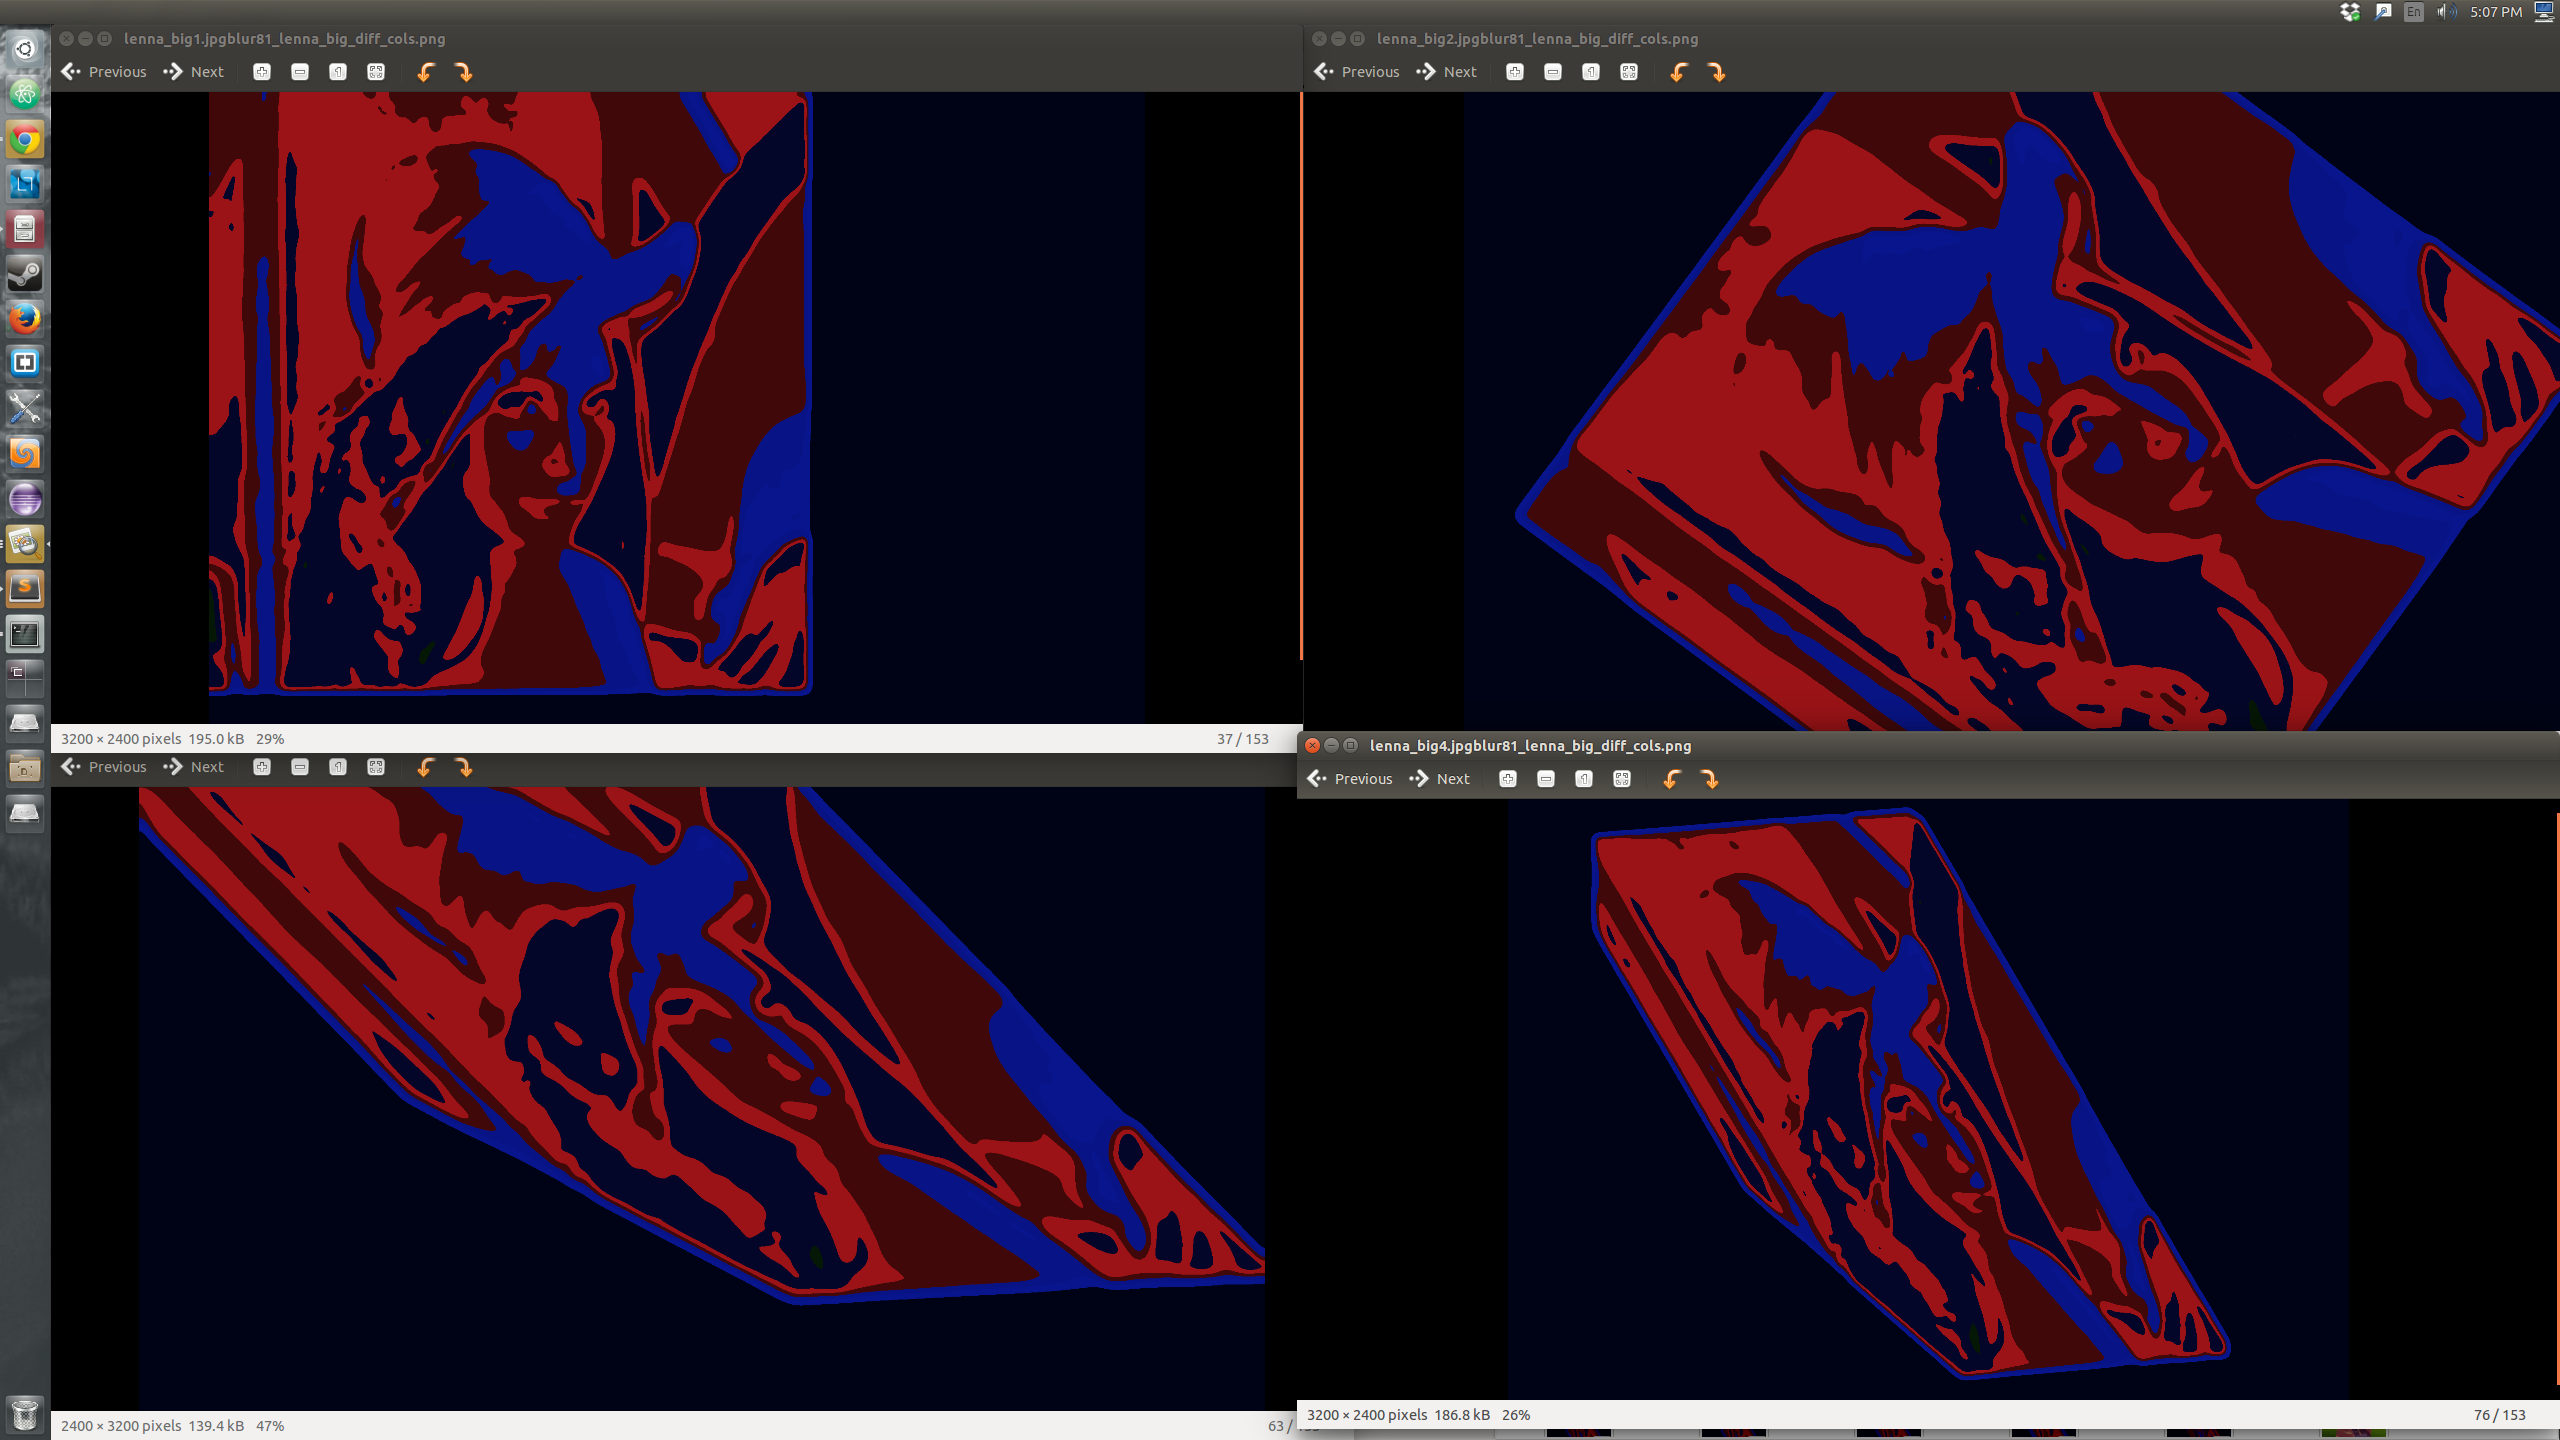 En 5:07 PM
lenna_big1.jpgblur81_lenna_big_diff_cols.png
Previous Next
lenna_big2.jpgblur81_lenna_big_diff_cols.png
Previous Next
3200 × 2400 pixels 195.0 kB 29% 37 / 153
Previous Next
lenna_big4.jpgblur81_lenna_big_diff_cols.png
Previous Next
2400 × 3200 pixels 139.4 kB 47% 63 /
3200 × 2400 pixels 186.8 kB 26% 76 / 153